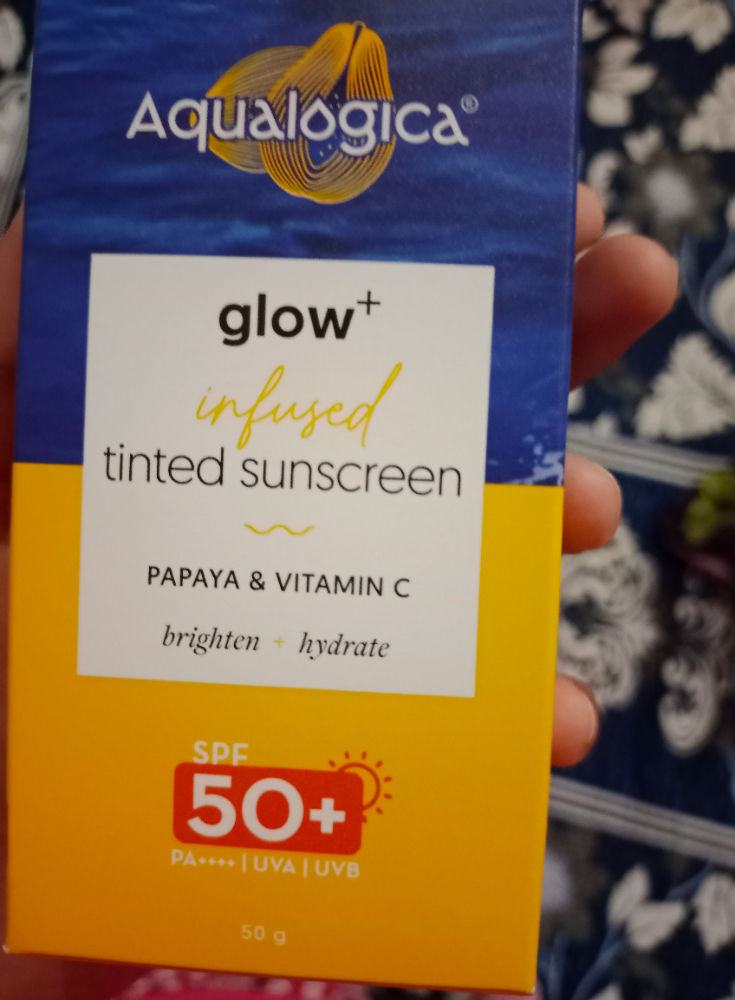 Aqualogica®
glow+
infused
tinted sunscreen
PAPAYA & VITAMIN C
brighten + hydrate
SPF
50+
PA++++ | UVA | UVB
50 g